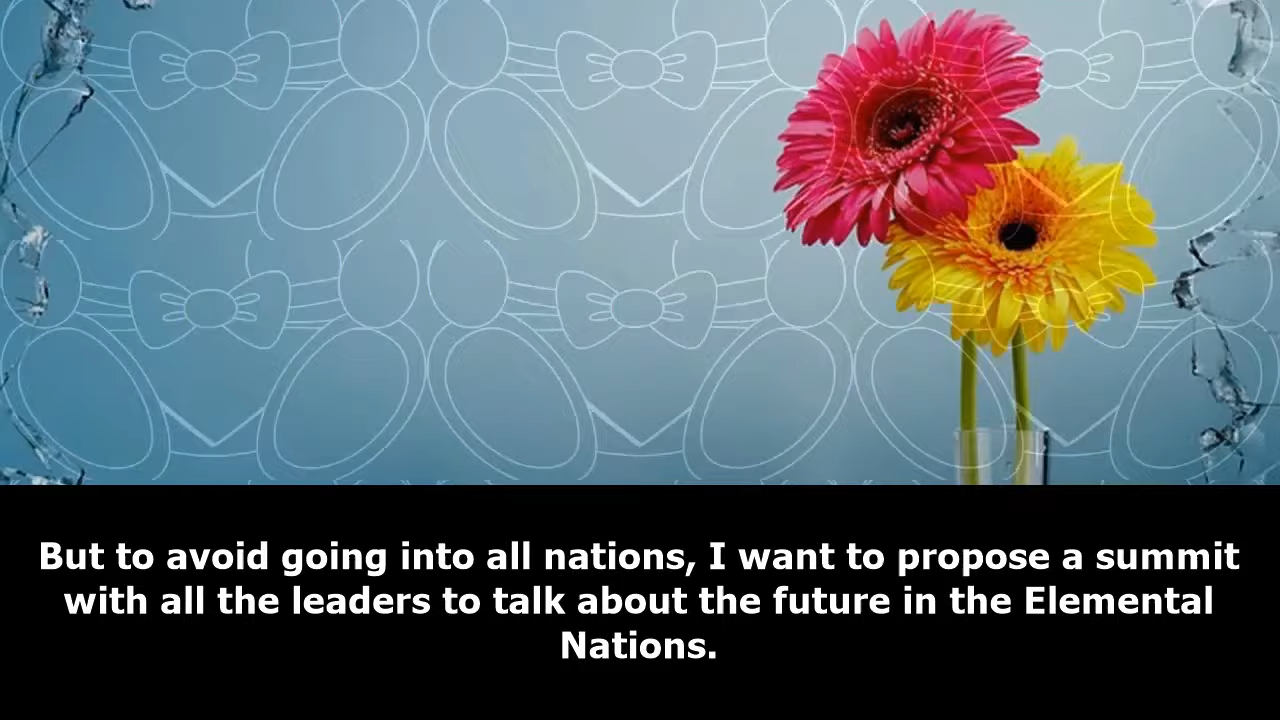 But to avoid going into all nations, I want to propose a summit
with all the leaders to talk about the future in the Elemental
Nations.